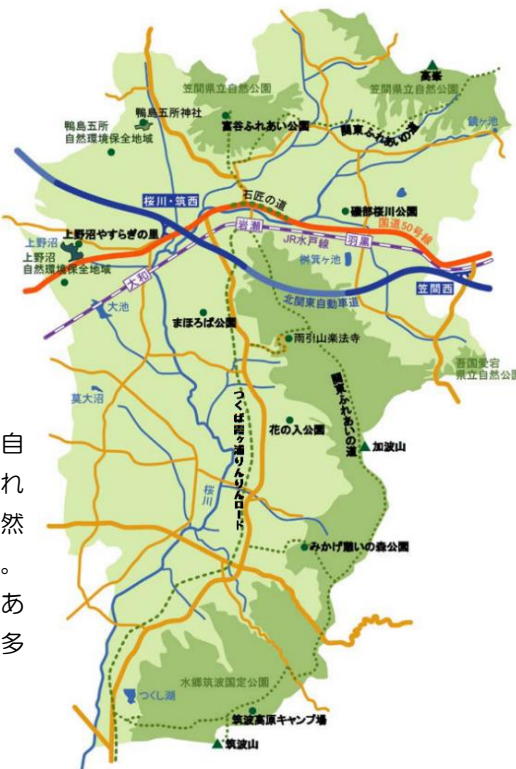 高峯
笠間県立自然公園
笠間県立自然公園
鴨島五所神社
鴨島五所
自然環境保全地域
富谷ふれあい公園
関東ふれあいの道
鏡ヶ池
石匠の道
桜川・筑西
磯部桜川公園
国道50号線
上野沼やすらぎの里
岩瀬
JR水戸線
羽黒
上野沼
上野沼
自然環境保全地域
桝箕ヶ池
大和
笠間西
北関東自動車道
大池
まほろば公園
雨引山楽法寺
吾国愛宕
県立自然公園
関東ふれあいの道
莫大沼
つくば霞ヶ浦りんりんロード
花の入公園
加波山
自
れ
然
。
あ
多
桜川
みかげ憩いの森公園
水郷筑波国定公園
つくし湖
筑波高原キャンプ場
筑波山